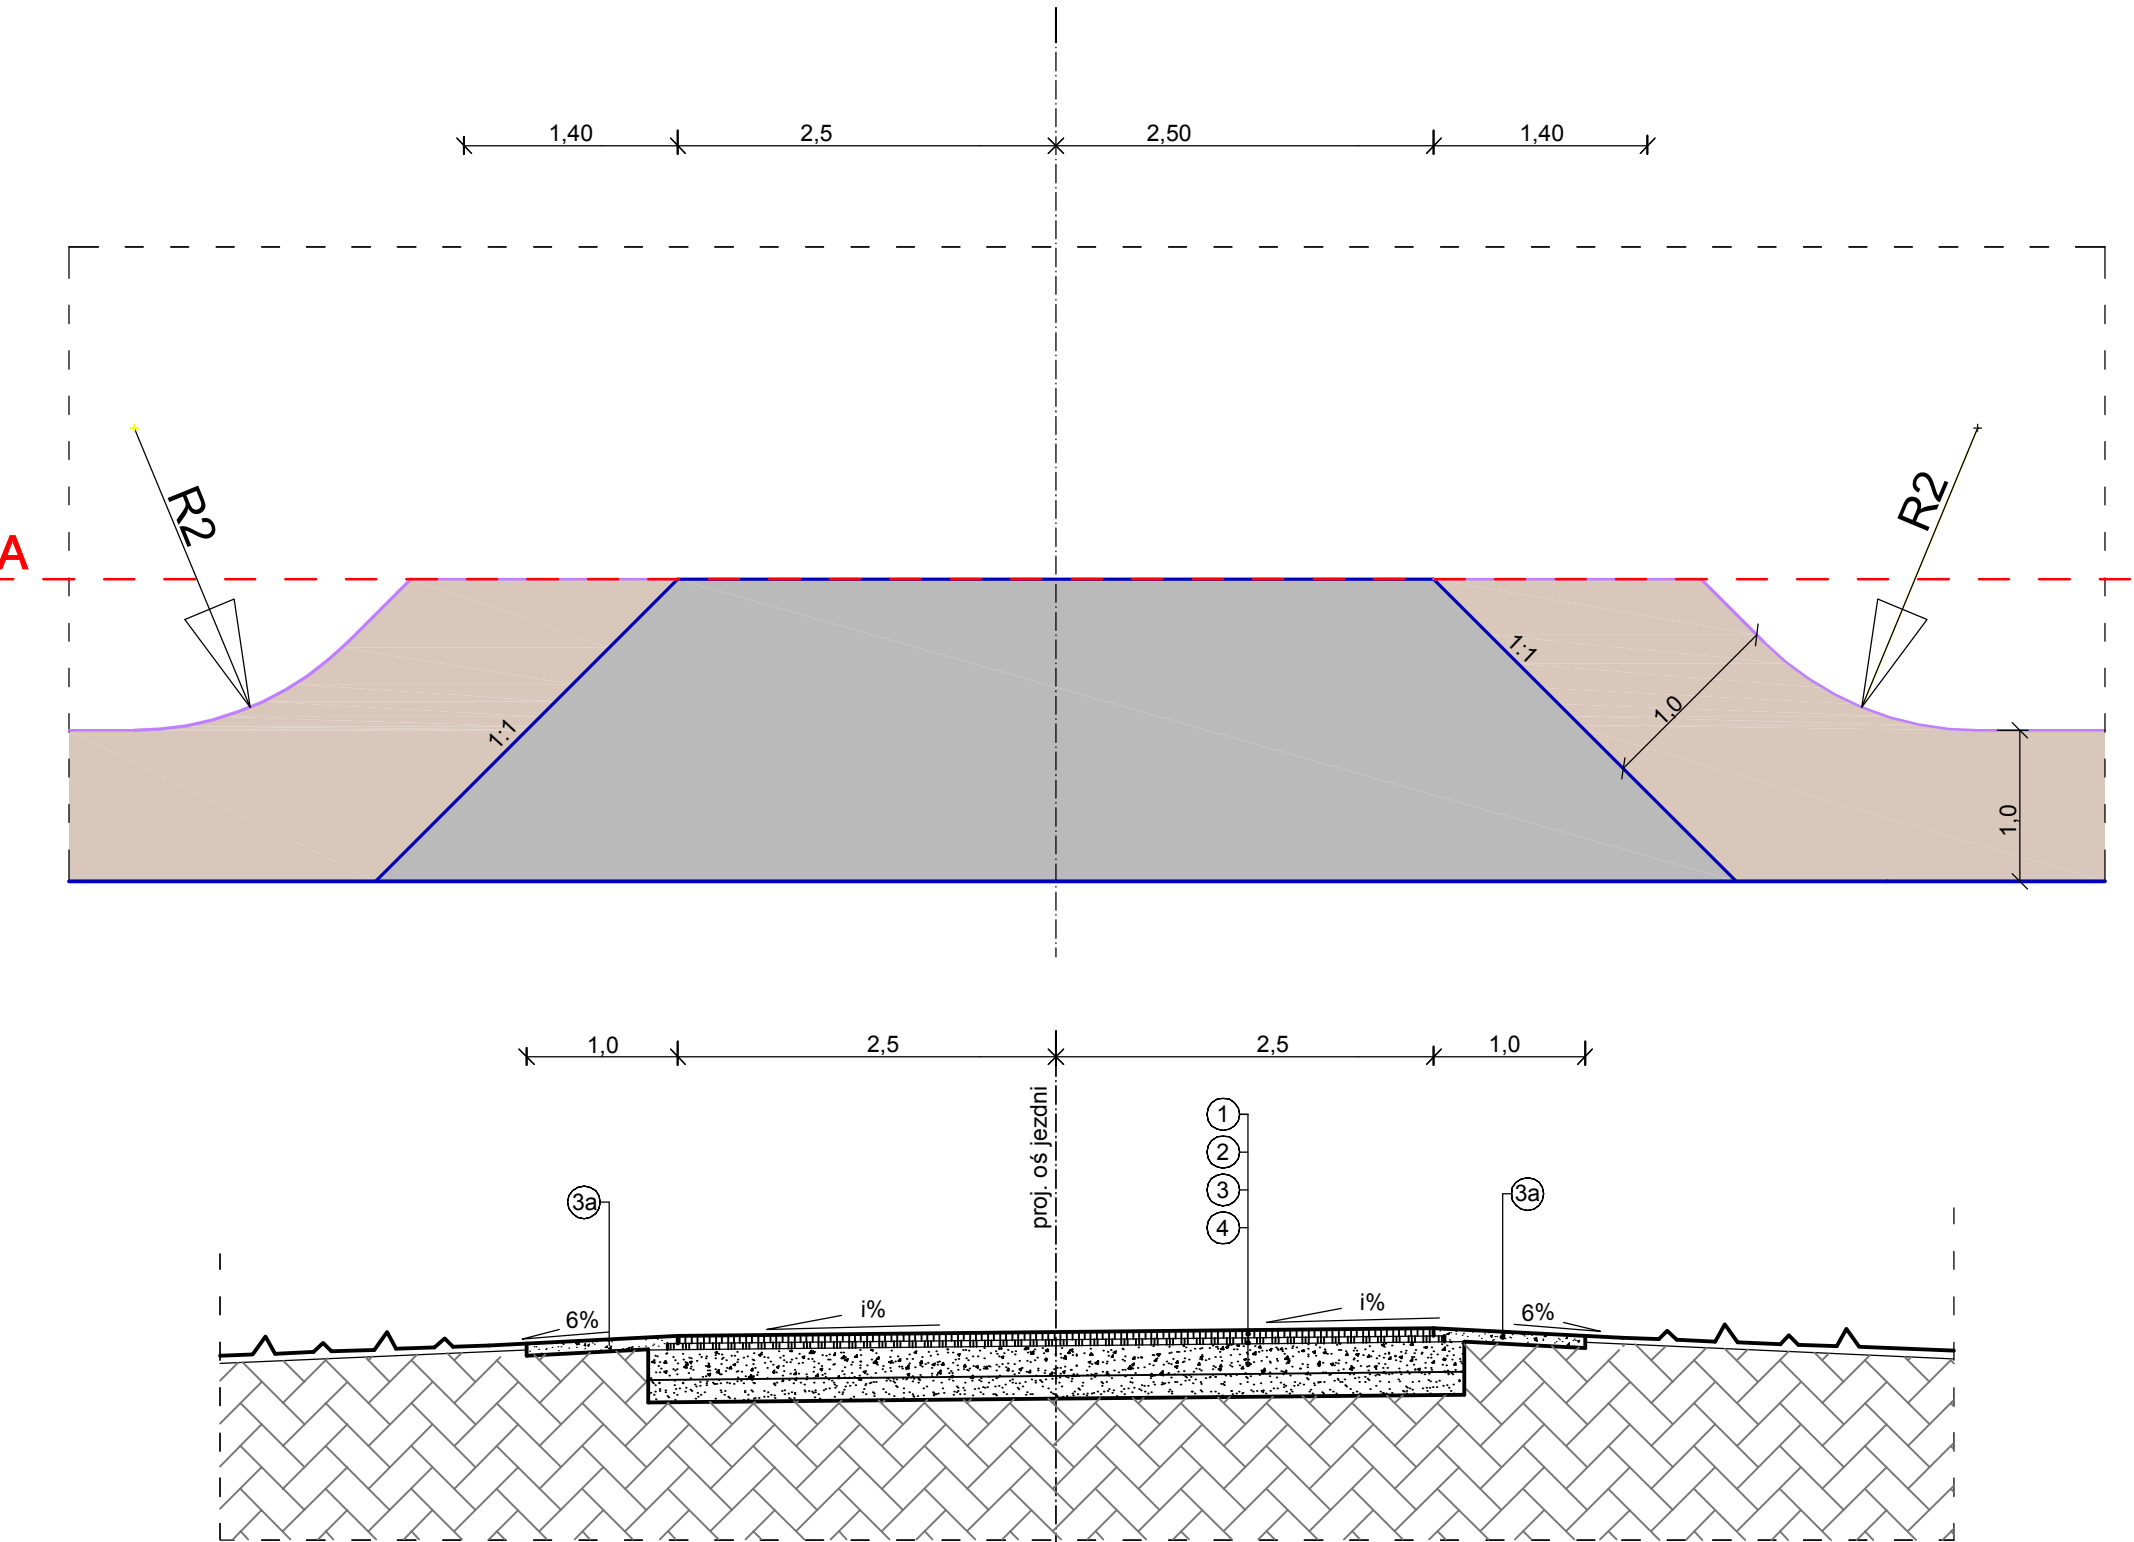 1,40 2,5 2,50 1,40
R2 R2
A
1:1 1:1
1,0
1,0
1,0 2,5 2,5 1,0
proj. oś jezdni
1
2
3
4
3a 3a
6% i% i% 6%